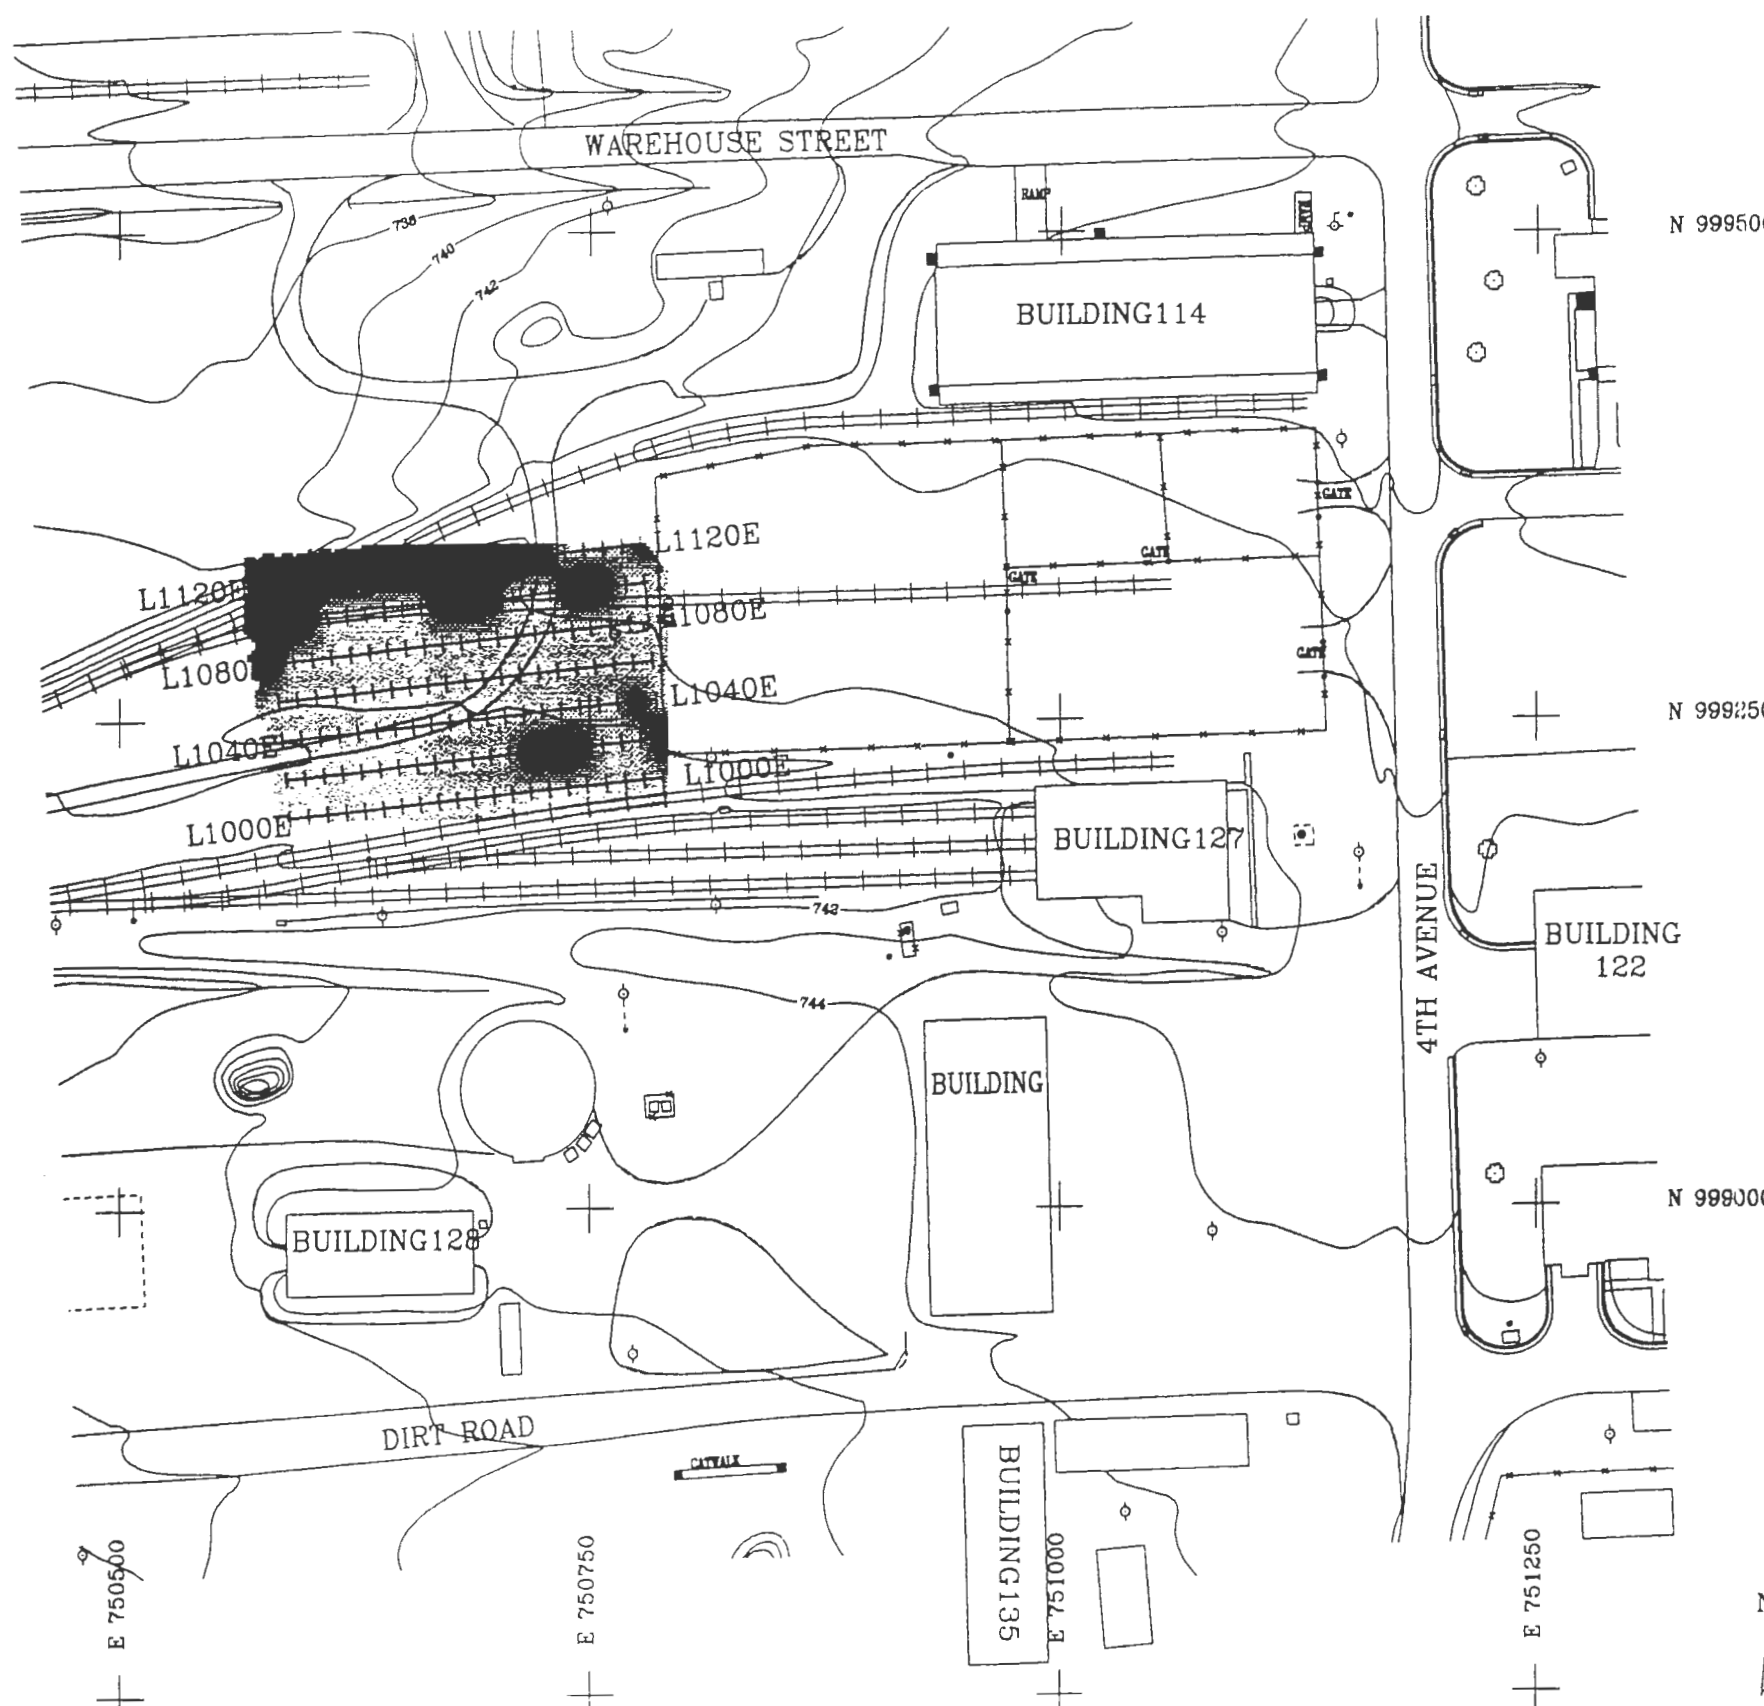 WAREHOUSE STREET
RAMP
RAMP
N 999500
738
740
742
BUILDING114
GATE
L1120E
GATE
GATE
L1120E
L1080E
GATE
L1080
L1040E
N 999250
L1040E
L1000E
L1000E
BUILDING127
4TH AVENUE
742
BUILDING
122
744
BUILDING
N 999000
BUILDING128
DIRT ROAD
CATWALK
BUILDING135
E 750500
E 750750
E 751000
E 751250